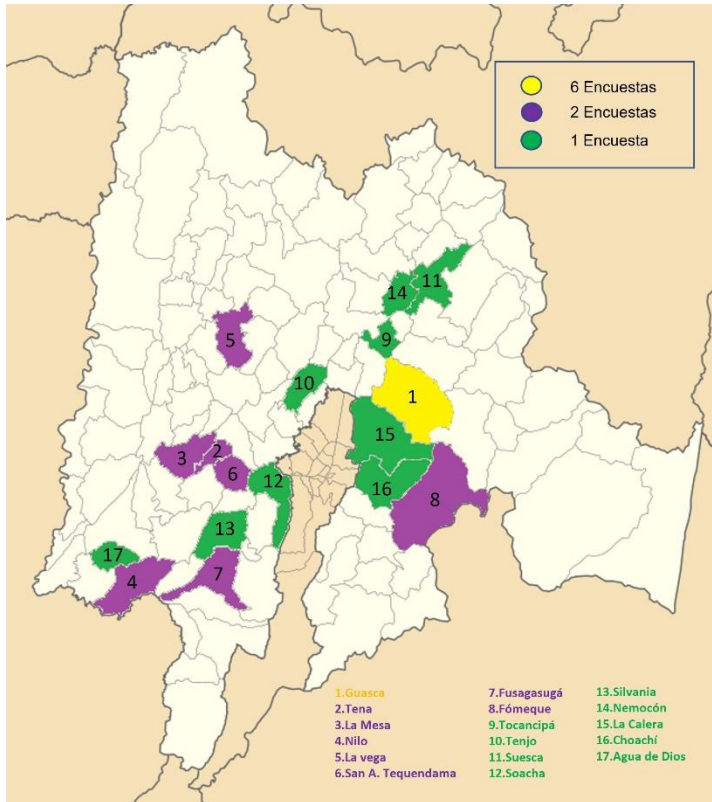 6 Encuestas
2 Encuestas
1 Encuesta
11
14
9
5
10
1
15
2
3
6
12
16
8
13
17
4
7
1.Guasca
2.Tena
3.La Mesa
4.Nilo
5.La vega
6.San A. Tequendama
7.Fusagasugá
8.Fómeque
9.Tocancipá
10.Tenjo
11.Suesca
12.Soacha
13.Silvania
14.Nemocón
15.La Calera
16.Choachí
17.Agua de Dios